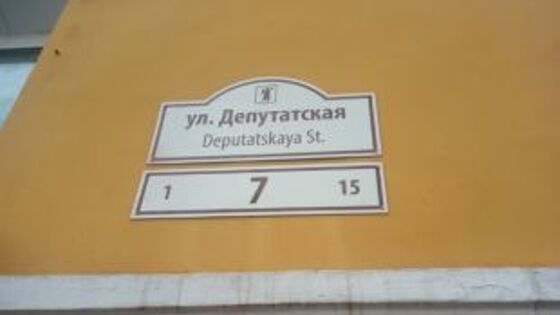 ул. Депутатская
Deputatskaya St.
1 7 15